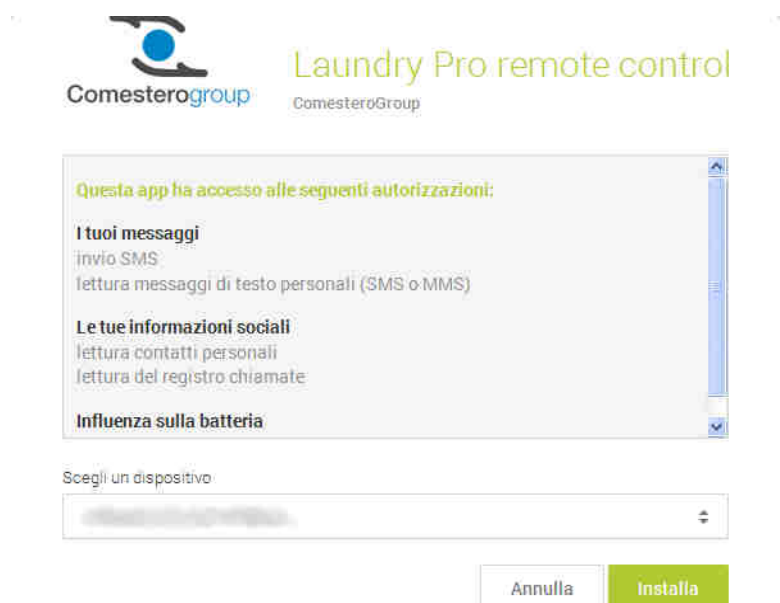 Comesterogroup
Laundry Pro remote control
ComesteroGroup
Questa app ha accesso alle seguenti autorizzazioni:
I tuoi messaggi
invio SMS
lettura messaggi di testo personali (SMS o MMS)
Le tue informazioni sociali
lettura contatti personali
lettura del registro chiamate
Influenza sulla batteria
Scegli un dispositivo
Annulla
Installa